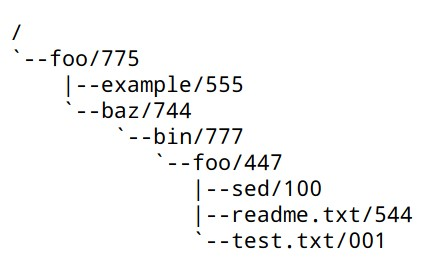 /
`--foo/775
    |--example/555
    `--baz/744
        `--bin/777
           `--foo/447
              |--sed/100
              |--readme.txt/544
              `--test.txt/001